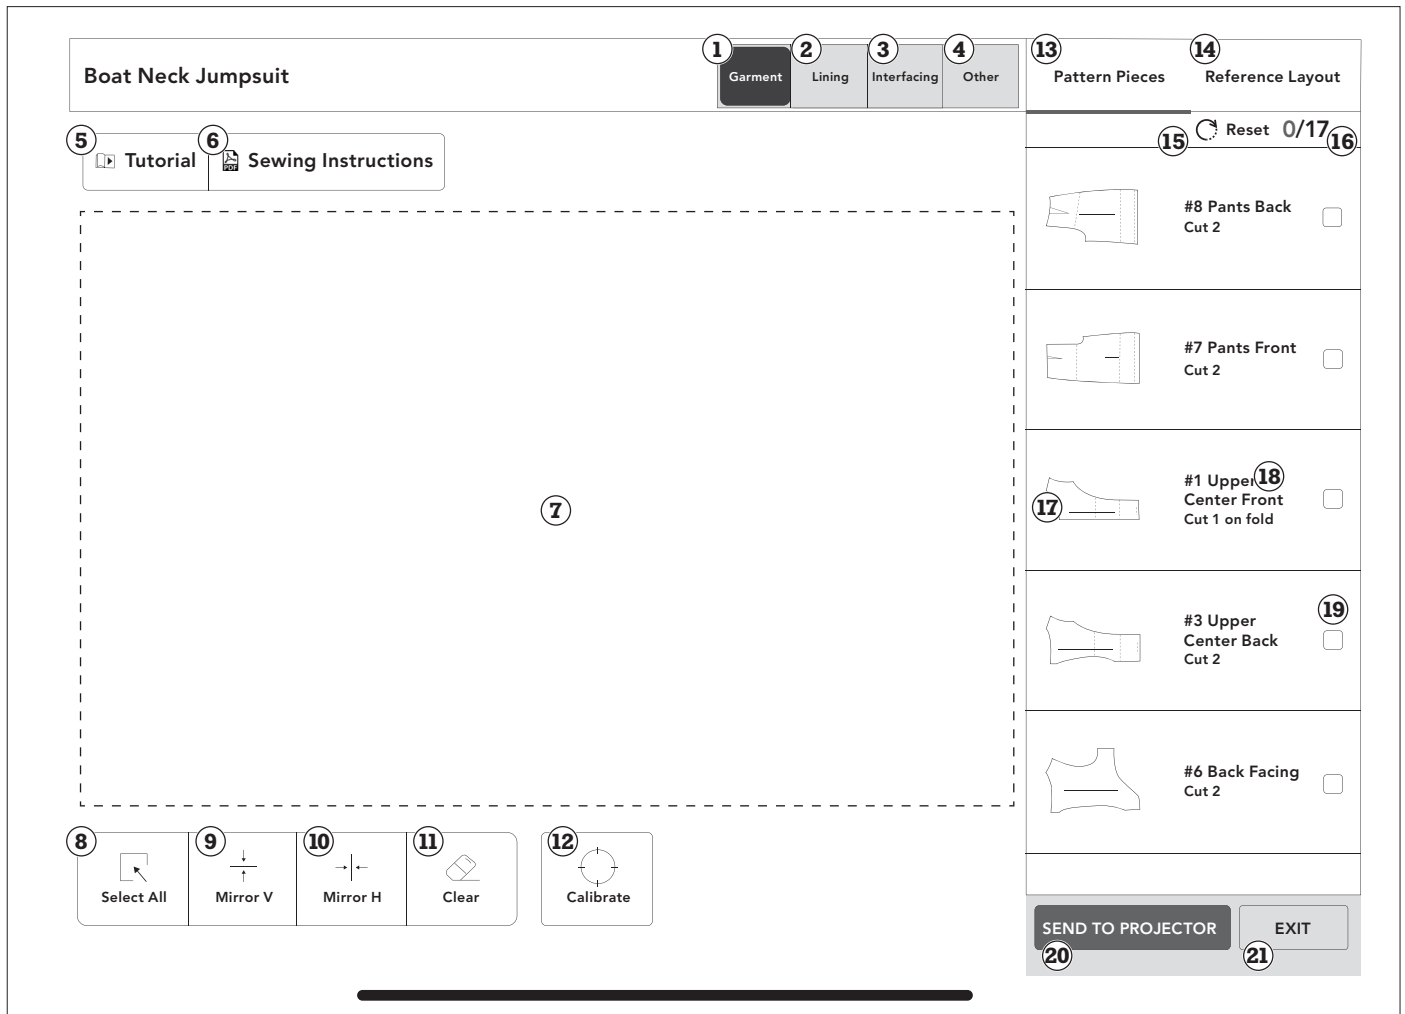 1 2 3 4 13 14
Boat Neck Jumpsuit
Garment Lining Interfacing Other
Pattern Pieces Reference Layout
5 6
Tutorial Sewing Instructions
PDF
15 Reset 0/17 16
#8 Pants Back
Cut 2
#7 Pants Front
Cut 2
#1 Upper 18
17 Center Front
Cut 1 on fold
7
19
#3 Upper
Center Back
Cut 2
#6 Back Facing
Cut 2
8 9 10 11 12
Select All Mirror V Mirror H Clear Calibrate
SEND TO PROJECTOR EXIT
20 21